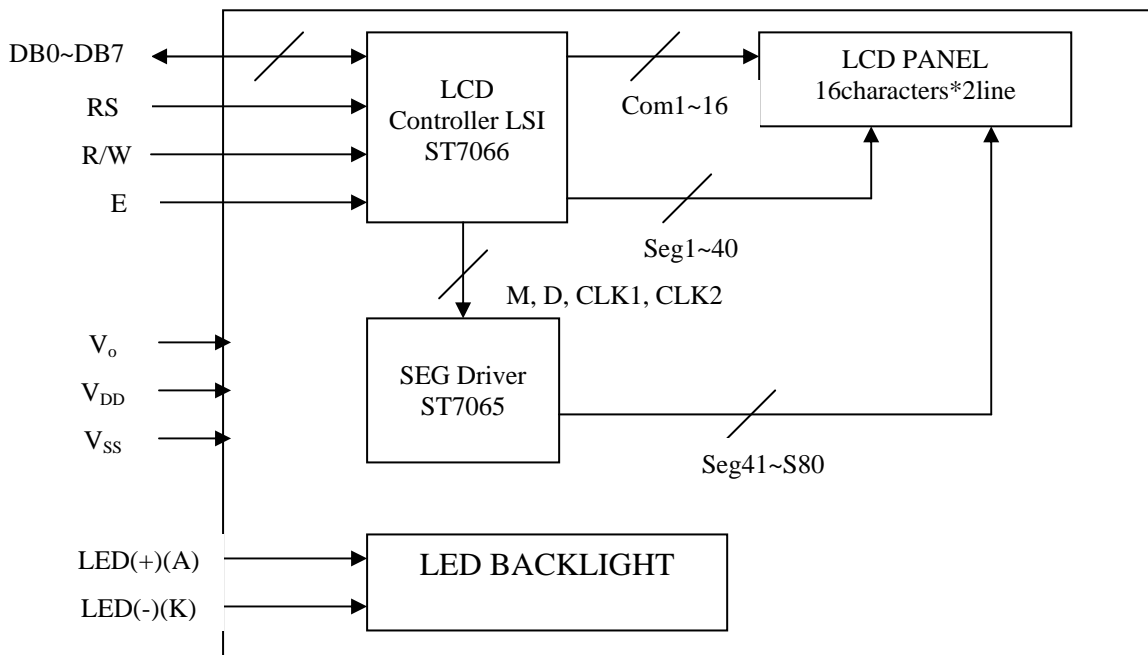 DB0~DB7
RS
R/W
E
LCD
Controller LSI
ST7066
Com1~16
LCD PANEL
16characters*2line
Seg1~40
M, D, CLK1, CLK2
Vo
VDD
VSS
SEG Driver
ST7065
Seg41~S80
LED(+)(A)
LED(-)(K)
LED BACKLIGHT